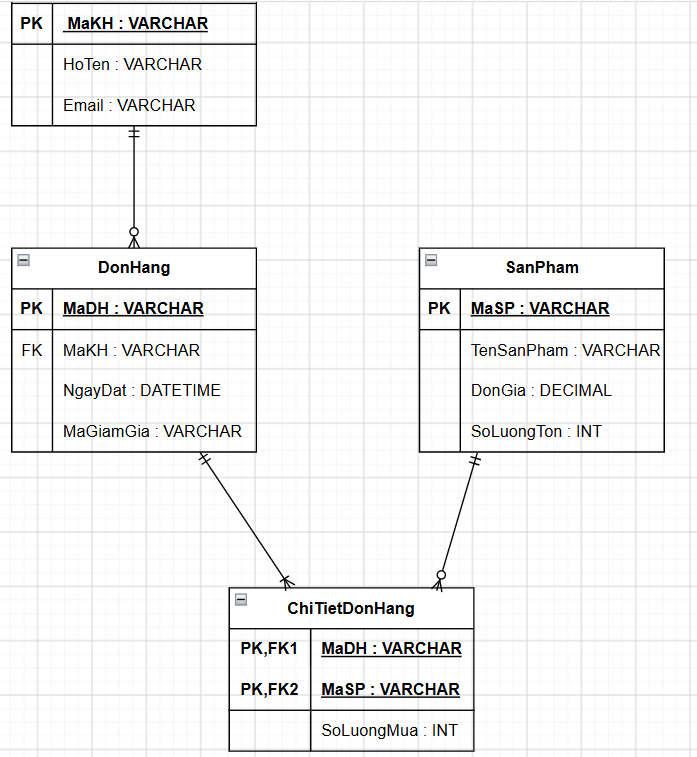 PK MaKH : VARCHAR
HoTen : VARCHAR
Email : VARCHAR
DonHang
PK MaDH : VARCHAR
FK MaKH : VARCHAR
NgayDat : DATETIME
MaGiamGia : VARCHAR
SanPham
PK MaSP : VARCHAR
TenSanPham : VARCHAR
DonGia : DECIMAL
SoLuongTon : INT
ChiTietDonHang
PK,FK1 MaDH : VARCHAR
PK,FK2 MaSP : VARCHAR
SoLuongMua : INT